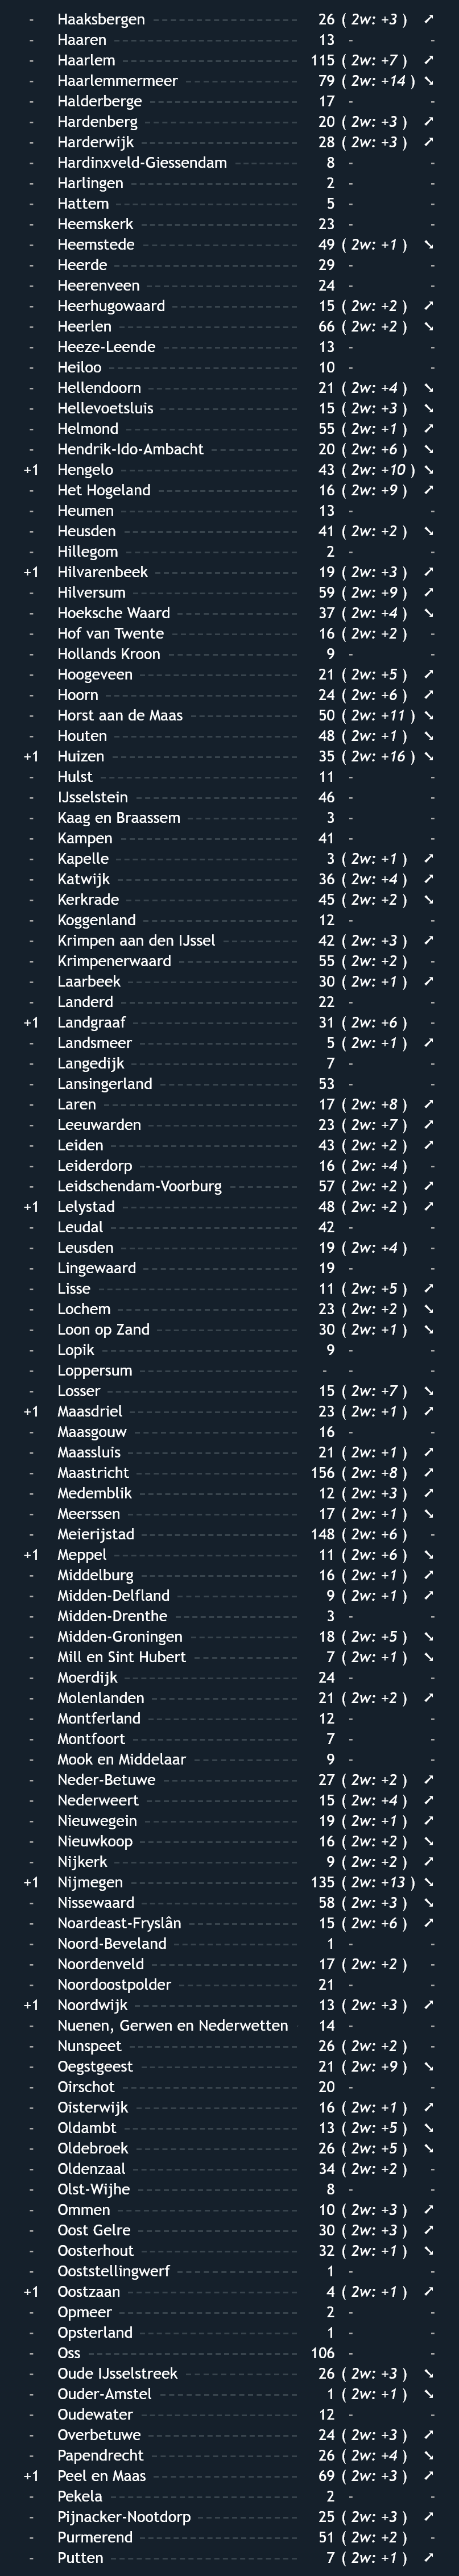 - Haaksbergen 26 ( 2w: +3 ) ➚
- Haaren 13 - -
- Haarlem 115 ( 2w: +7 ) ➚
- Haarlemmermeer 79 ( 2w: +14 ) ➘
- Halderberge 17 - -
- Hardenberg 20 ( 2w: +3 ) ➚
- Harderwijk 28 ( 2w: +3 ) ➚
- Hardinxveld-Giessendam 8 - -
- Harlingen 2 - -
- Hattem 5 - -
- Heemskerk 23 - -
- Heemstede 49 ( 2w: +1 ) ➘
- Heerde 29 - -
- Heerenveen 24 - -
- Heerhugowaard 15 ( 2w: +2 ) ➚
- Heerlen 66 ( 2w: +2 ) ➘
- Heeze-Leende 13 - -
- Heiloo 10 - -
- Hellendoorn 21 ( 2w: +4 ) ➘
- Hellevoetsluis 15 ( 2w: +3 ) ➘
- Helmond 55 ( 2w: +1 ) ➚
- Hendrik-Ido-Ambacht 20 ( 2w: +6 ) ➘
+1 Hengelo 43 ( 2w: +10 ) ➘
- Het Hogeland 16 ( 2w: +9 ) ➚
- Heumen 13 - -
- Heusden 41 ( 2w: +2 ) ➘
- Hillegom 2 - -
+1 Hilvarenbeek 19 ( 2w: +3 ) ➚
- Hilversum 59 ( 2w: +9 ) ➚
- Hoeksche Waard 37 ( 2w: +4 ) ➘
- Hof van Twente 16 ( 2w: +2 ) -
- Hollands Kroon 9 - -
- Hoogeveen 21 ( 2w: +5 ) ➚
- Hoorn 24 ( 2w: +6 ) ➚
- Horst aan de Maas 50 ( 2w: +11 ) ➘
- Houten 48 ( 2w: +1 ) ➘
+1 Huizen 35 ( 2w: +16 ) ➘
- Hulst 11 - -
- IJsselstein 46 - -
- Kaag en Braassem 3 - -
- Kampen 41 - -
- Kapelle 3 ( 2w: +1 ) ➚
- Katwijk 36 ( 2w: +4 ) ➚
- Kerkrade 45 ( 2w: +2 ) ➘
- Koggenland 12 - -
- Krimpen aan den IJssel 42 ( 2w: +3 ) ➚
- Krimpenerwaard 55 ( 2w: +2 ) -
- Laarbeek 30 ( 2w: +1 ) ➚
- Landerd 22 - -
+1 Landgraaf 31 ( 2w: +6 ) -
- Landsmeer 5 ( 2w: +1 ) ➚
- Langedijk 7 - -
- Lansingerland 53 - -
- Laren 17 ( 2w: +8 ) ➚
- Leeuwarden 23 ( 2w: +7 ) ➚
- Leiden 43 ( 2w: +2 ) ➚
- Leiderdorp 16 ( 2w: +4 ) -
- Leidschendam-Voorburg 57 ( 2w: +2 ) ➚
+1 Lelystad 48 ( 2w: +2 ) ➚
- Leudal 42 - -
- Leusden 19 ( 2w: +4 ) -
- Lingewaard 19 - -
- Lisse 11 ( 2w: +5 ) ➚
- Lochem 23 ( 2w: +2 ) ➘
- Loon op Zand 30 ( 2w: +1 ) ➘
- Lopik 9 - -
- Loppersum - - -
- Losser 15 ( 2w: +7 ) ➘
+1 Maasdriel 23 ( 2w: +1 ) ➚
- Maasgouw 16 - -
- Maassluis 21 ( 2w: +1 ) ➚
- Maastricht 156 ( 2w: +8 ) ➚
- Medemblik 12 ( 2w: +3 ) ➚
- Meerssen 17 ( 2w: +1 ) ➘
- Meierijstad 148 ( 2w: +6 ) -
+1 Meppel 11 ( 2w: +6 ) ➘
- Middelburg 16 ( 2w: +1 ) ➚
- Midden-Delfland 9 ( 2w: +1 ) ➚
- Midden-Drenthe 3 - -
- Midden-Groningen 18 ( 2w: +5 ) ➘
- Mill en Sint Hubert 7 ( 2w: +1 ) ➘
- Moerdijk 24 - -
- Molenlanden 21 ( 2w: +2 ) ➚
- Montferland 12 - -
- Montfoort 7 - -
- Mook en Middelaar 9 - -
- Neder-Betuwe 27 ( 2w: +2 ) ➚
- Nederweert 15 ( 2w: +4 ) ➚
- Nieuwegein 19 ( 2w: +1 ) ➚
- Nieuwkoop 16 ( 2w: +2 ) ➘
- Nijkerk 9 ( 2w: +2 ) ➚
+1 Nijmegen 135 ( 2w: +13 ) ➘
- Nissewaard 58 ( 2w: +3 ) ➘
- Noardeast-Fryslân 15 ( 2w: +6 ) ➚
- Noord-Beveland 1 - -
- Noordenveld 17 ( 2w: +2 ) -
- Noordoostpolder 21 - -
+1 Noordwijk 13 ( 2w: +3 ) ➚
- Nuenen, Gerwen en Nederwetten 14 - -
- Nunspeet 26 ( 2w: +2 ) -
- Oegstgeest 21 ( 2w: +9 ) ➘
- Oirschot 20 - -
- Oisterwijk 16 ( 2w: +1 ) ➚
- Oldambt 13 ( 2w: +5 ) ➘
- Oldebroek 26 ( 2w: +5 ) ➘
- Oldenzaal 34 ( 2w: +2 ) -
- Olst-Wijhe 8 - -
- Ommen 10 ( 2w: +3 ) ➚
- Oost Gelre 30 ( 2w: +3 ) ➚
- Oosterhout 32 ( 2w: +1 ) ➘
- Ooststellingwerf 1 - -
+1 Oostzaan 4 ( 2w: +1 ) ➚
- Opmeer 2 - -
- Opsterland 1 - -
- Oss 106 - -
- Oude IJsselstreek 26 ( 2w: +3 ) ➘
- Ouder-Amstel 1 ( 2w: +1 ) ➘
- Oudewater 12 - -
- Overbetuwe 24 ( 2w: +3 ) ➚
- Papendrecht 26 ( 2w: +4 ) ➘
+1 Peel en Maas 69 ( 2w: +3 ) ➚
- Pekela 2 - -
- Pijnacker-Nootdorp 25 ( 2w: +3 ) ➚
- Purmerend 51 ( 2w: +2 ) -
- Putten 7 ( 2w: +1 ) ➚